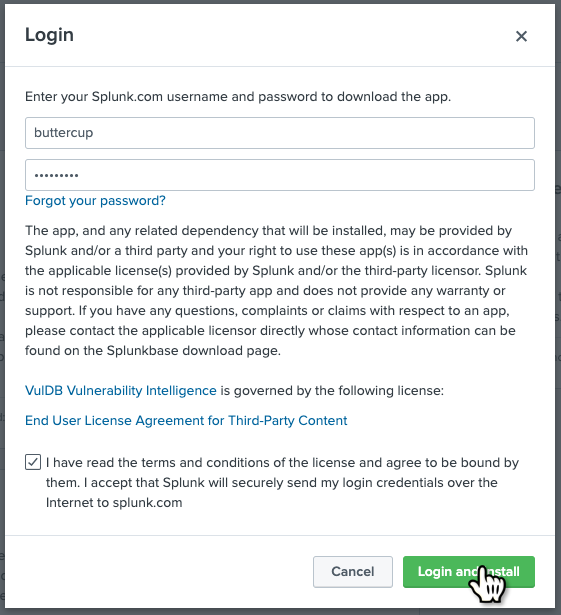 Login
Enter your Splunk.com username and password to download the app.
buttercup
•••••••••
Forgot your password?
The app, and any related dependency that will be installed, may be provided by
Splunk and/or a third party and your right to use these app(s) is in accordance with
the applicable license(s) provided by Splunk and/or the third-party licensor. Splunk
is not responsible for any third-party app and does not provide any warranty or
support. If you have any questions, complaints or claims with respect to an app,
please contact the applicable licensor directly whose contact information can be
found on the Splunkbase download page.
VulDB Vulnerability Intelligence is governed by the following license:
End User License Agreement for Third-Party Content
I have read the terms and conditions of the license and agree to be bound by
them. I accept that Splunk will securely send my login credentials over the
Internet to splunk.com
Cancel
Login and Install